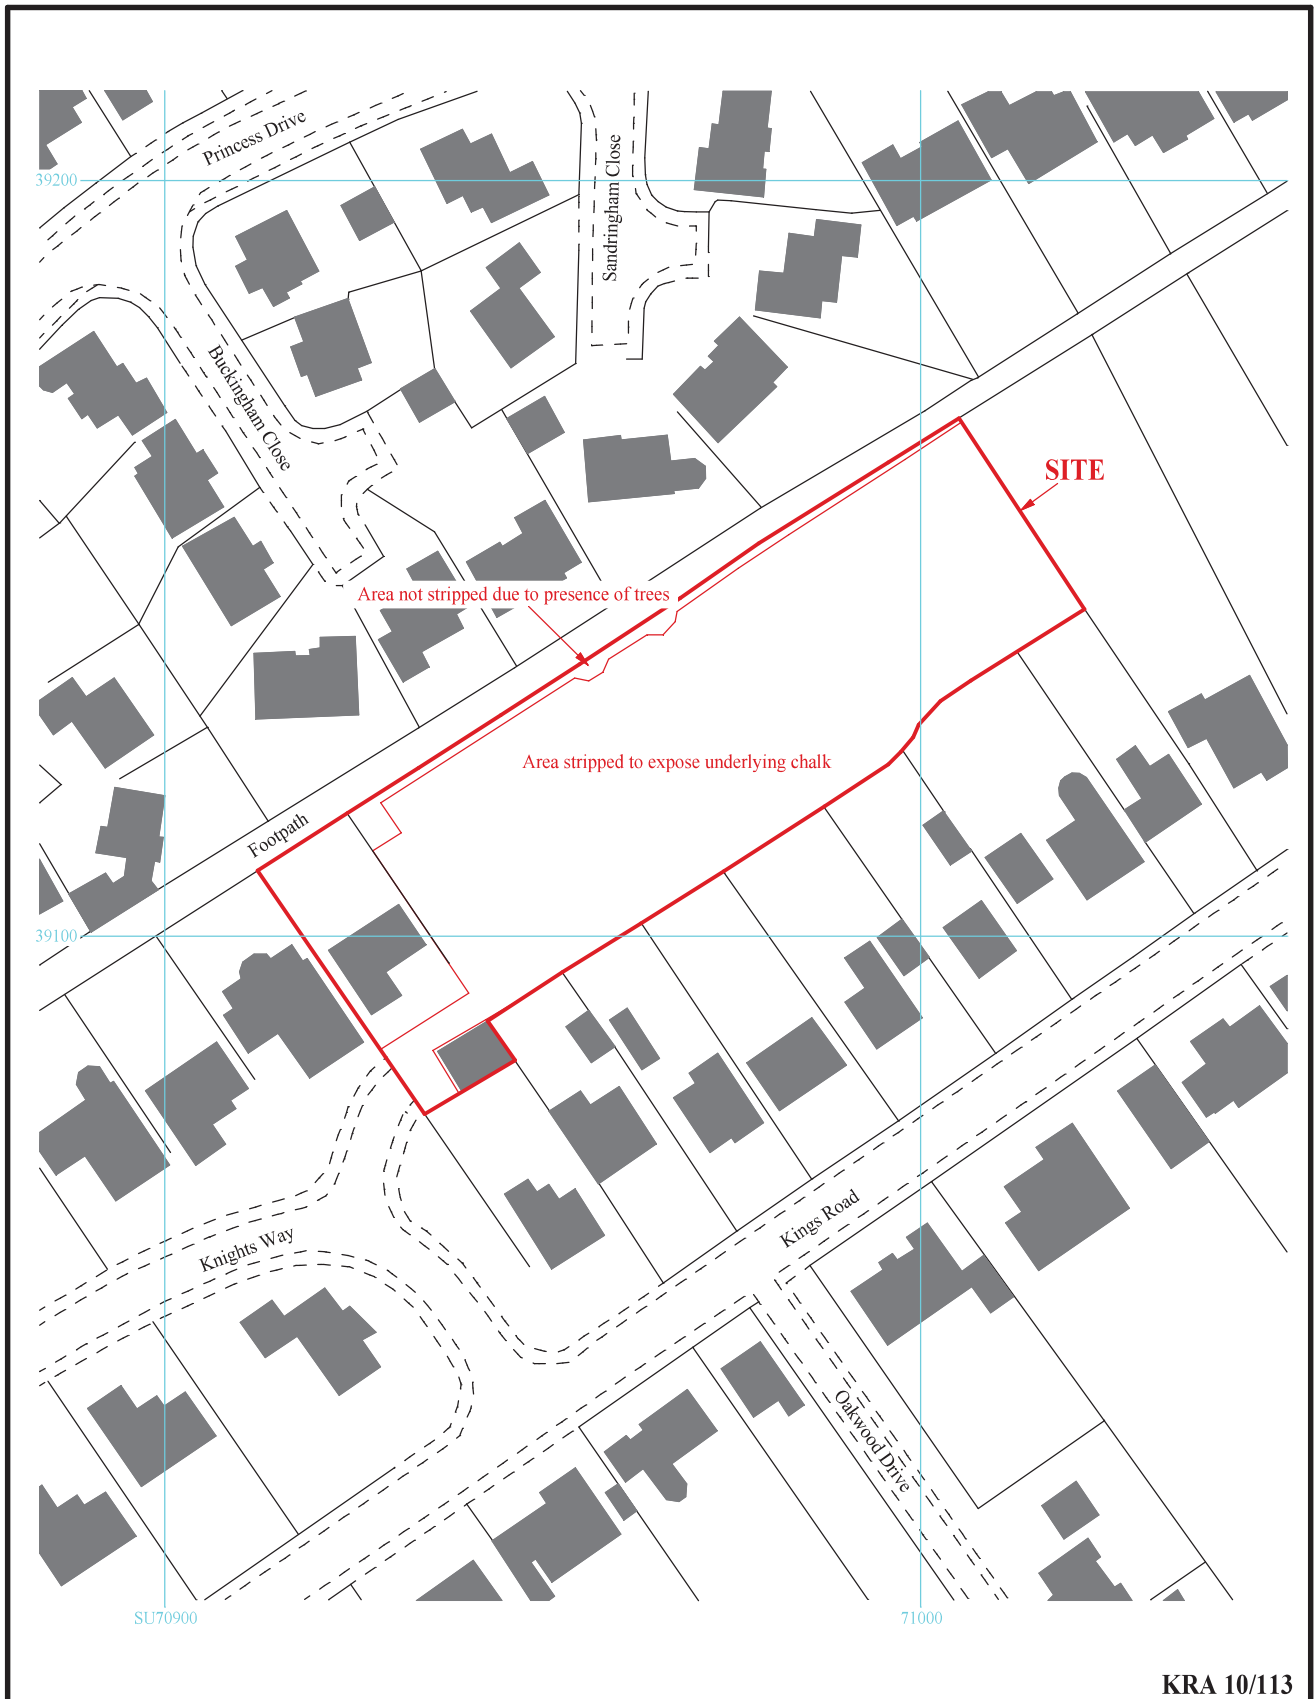 Princess Drive
Sandringham Close
39200
Buckingham Close
SITE
Area not stripped due to presence of trees
Area stripped to expose underlying chalk
Footpath
39100
Kings Road
Knights Way
Oakwood Drive
SU70900
71000
KRA 10/113